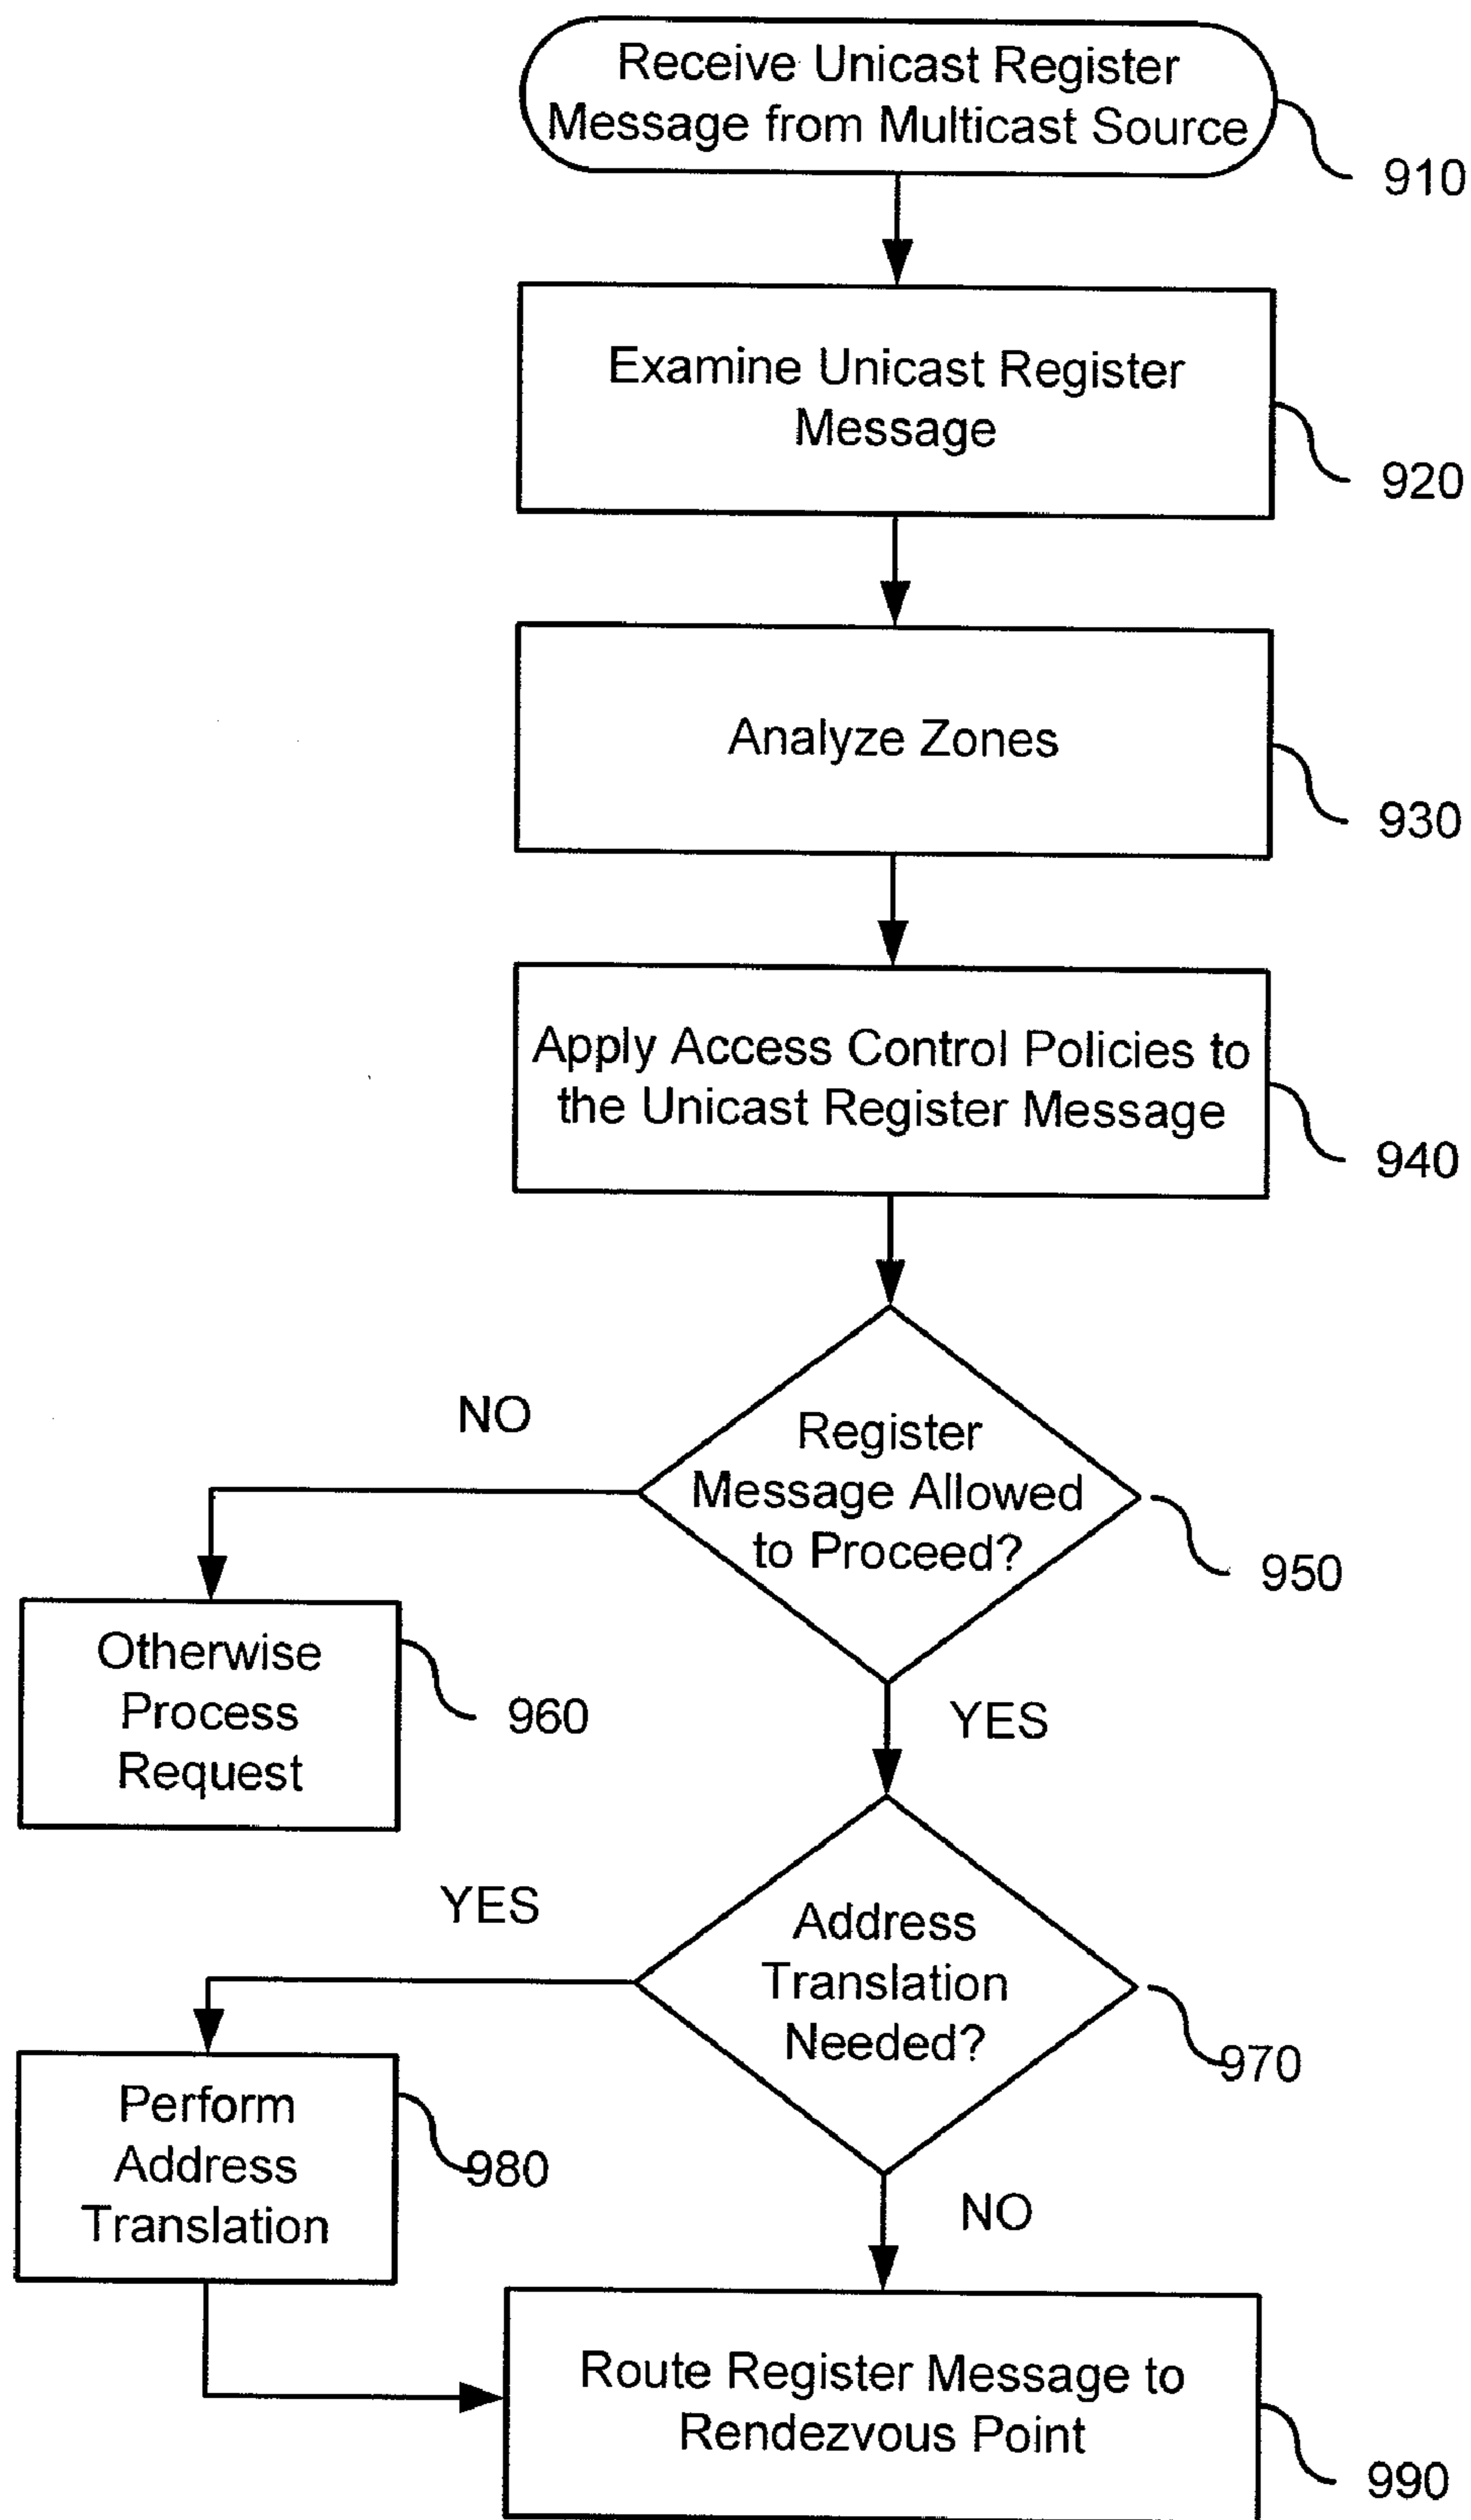 Receive Unicast Register
Message from Multicast Source
910
Examine Unicast Register
Message
920
Analyze Zones
930
Apply Access Control Policies to
the Unicast Register Message
940
NO
Register
Message Allowed
to Proceed?
950
Otherwise
Process
Request
960
YES
YES
Address
Translation
Needed?
970
Perform
Address
Translation
980
NO
Route Register Message to
Rendezvous Point
990